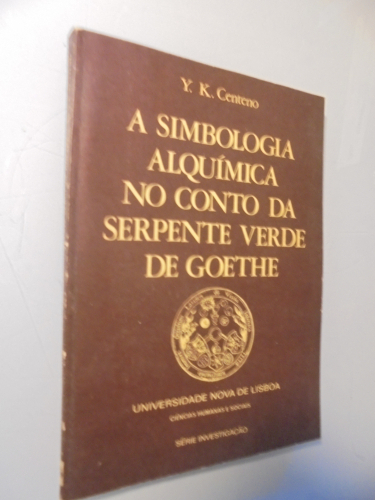 Y. K. Centeno
A SIMBOLOGIA
ALQUÍMICA
NO CONTO DA
SERPENTE VERDE
DE GOETHE
UNIVERSIDADE NOVA DE LISBOA
CIÊNCIAS HUMANAS E SOCIAIS
SÉRIE INVESTIGAÇÃO